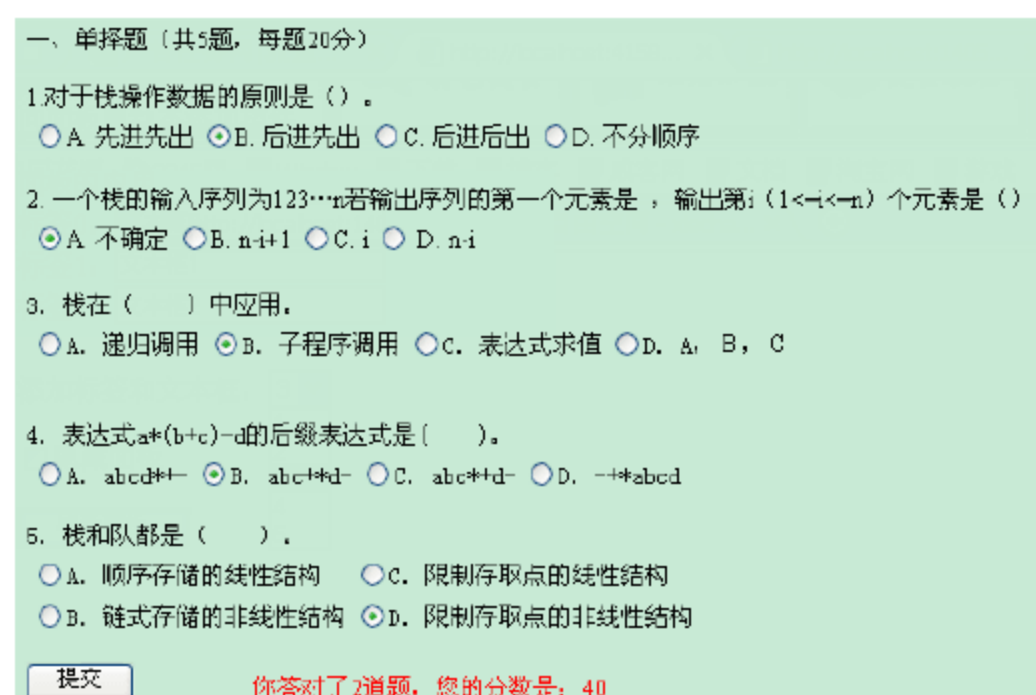 一、单择题（共5题，每题20分）
1.对于栈操作数据的原则是（）。
A. 先进先出 B. 后进先出 C. 后进后出 D. 不分顺序
2. 一个栈的输入序列为123…n若输出序列的第一个元素是 ，输出第i（1<=i<=n）个元素是（）
A. 不确定 B. n-i+1 C. i D. n-i
3. 栈在（ ）中应用。
A. 递归调用 B. 子程序调用 C. 表达式求值 D. A, B, C
4. 表达式a*(b+c)-d的后缀表达式是( )。
A. abcd*+- B. abc+*d- C. abc*+d- D. -+*abcd
5. 栈和队都是（ ）.
A. 顺序存储的线性结构 C. 限制存取点的线性结构
B. 链式存储的非线性结构 D. 限制存取点的非线性结构
提交 你答对了2道题，您的分数是：40